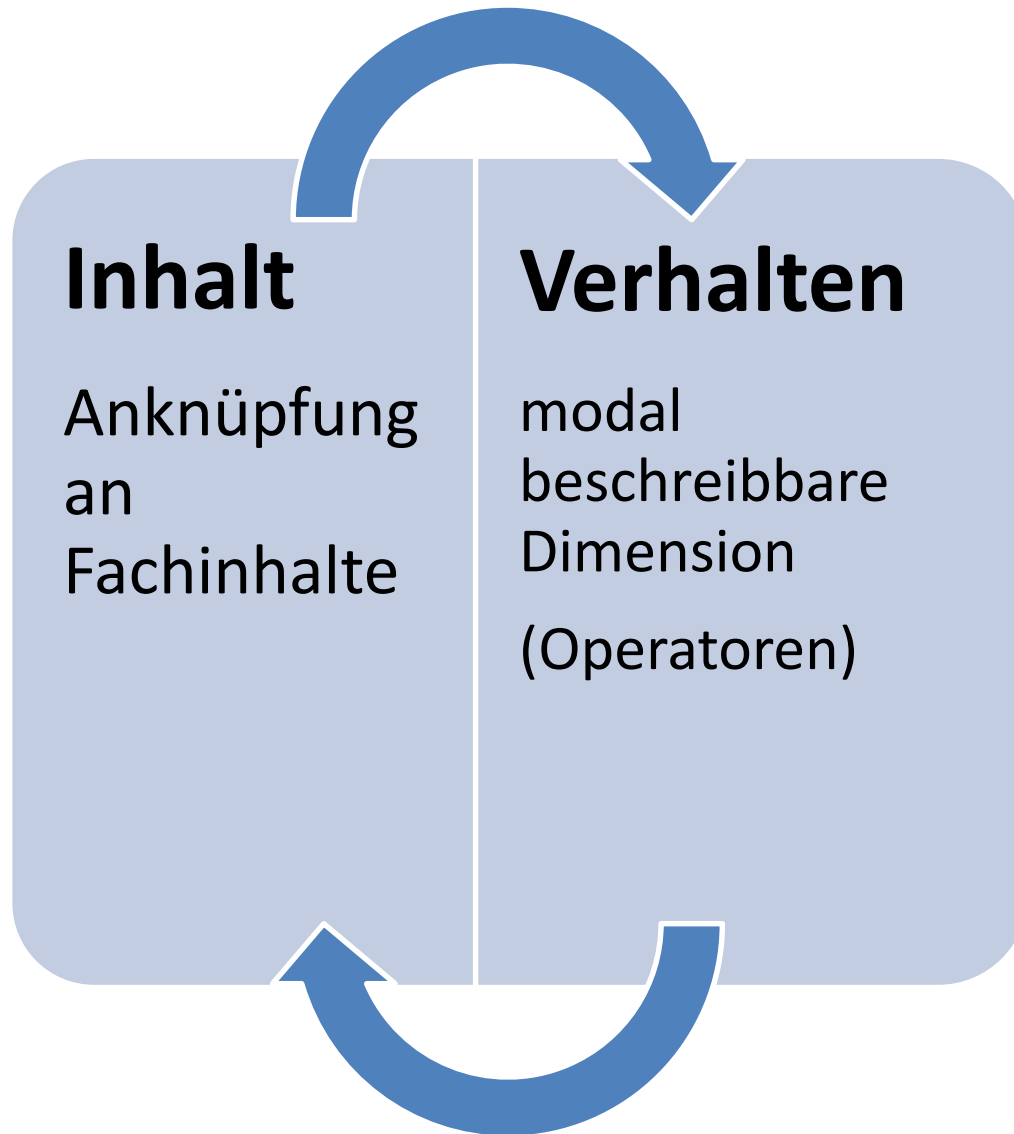 Inhalt
Anknüpfung
an
Fachinhalte
Verhalten
modal
beschreibbare
Dimension
(Operatoren)